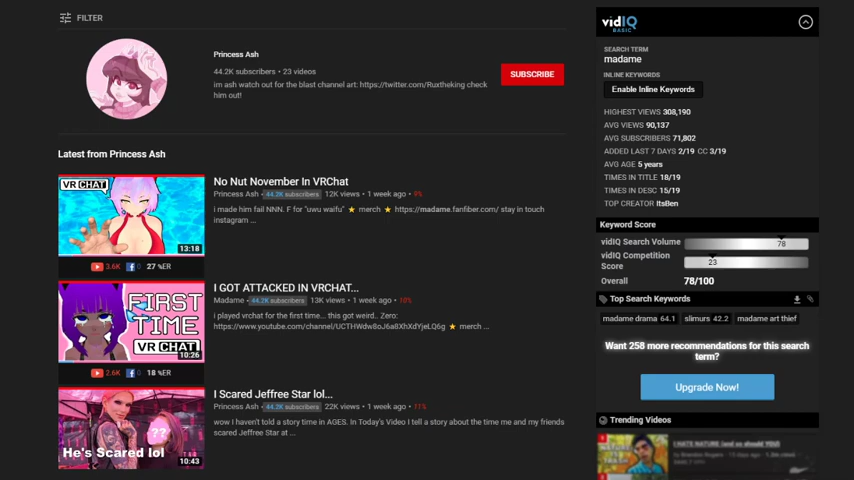 FILTER
Princess Ash
44.2K subscribers • 23 videos
im ash watch out for the blast channel art: https://twitter.com/Ruxtheking check
him out!
SUBSCRIBE
Latest from Princess Ash
VR CHAT
13:18
3.6K 0 27 %ER
No Nut November In VRChat
Princess Ash • 44.2K subscribers 12K views • 1 week ago • 9%
i made him fail NNN. F for "uwu waifu" ⭐ merch ⭐ https://madame.fanfiber.com/ stay in touch
instagram ...
FIRST
TIME
VR CHAT
10:26
2.6K 0 18 %ER
I GOT ATTACKED IN VRCHAT...
Madame • 44.2K subscribers 13K views • 1 week ago • 10%
i played vrchat for the first time... this got weird.. Zero:
https://www.youtube.com/channel/UCTHWdw8oJ6a8XhXdYjeLQ6g ⭐ merch ...
??
He's Scared lol
10:43
I Scared Jeffree Star lol...
Princess Ash • 44.2K subscribers 22K views • 1 week ago • 11%
wow I haven't told a story time in AGES. In Today's Video I tell a story about the time me and my friends
scared Jeffree Star at ...
vidIQ
BASIC
SEARCH TERM
madame
INLINE KEYWORDS
Enable Inline Keywords
HIGHEST VIEWS 308,190
AVG VIEWS 90,137
AVG SUBSCRIBERS 71,802
ADDED LAST 7 DAYS 2/19 CC 3/19
AVG AGE 5 years
TIMES IN TITLE 18/19
TIMES IN DESC 15/19
TOP CREATOR ItsBen
Keyword Score
vidIQ Search Volume 78
vidIQ Competition
Score 23
Overall 78/100
Top Search Keywords
madame drama 64.1 slimurs 42.2 madame art thief
Want 258 more recommendations for this search
term?
Upgrade Now!
Trending Videos
I HATE NATURE (and so should YOU)